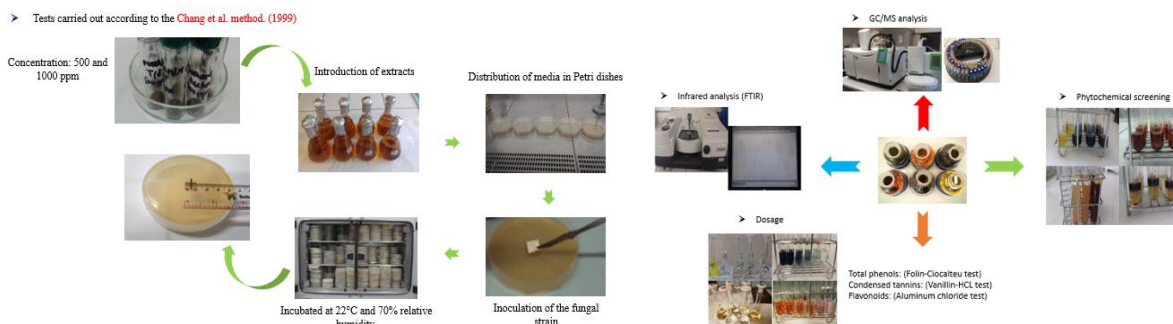 Tests carried out according to the Chang et al. method. (1999)
Concentration: 500 and
1000 ppm
Introduction of extracts
Distribution of media in Petri dishes
Incubated at 22°C and 70% relative
humidity
Inoculation of the fungal
strain
GC/MS analysis
Infrared analysis (FTIR)
Phytochemical screening
Dosage
Total phenols: (Folin-Ciocalteu test)
Condensed tannins: (Vanillin-HCL test)
Flavonoids: (Aluminum chloride test)